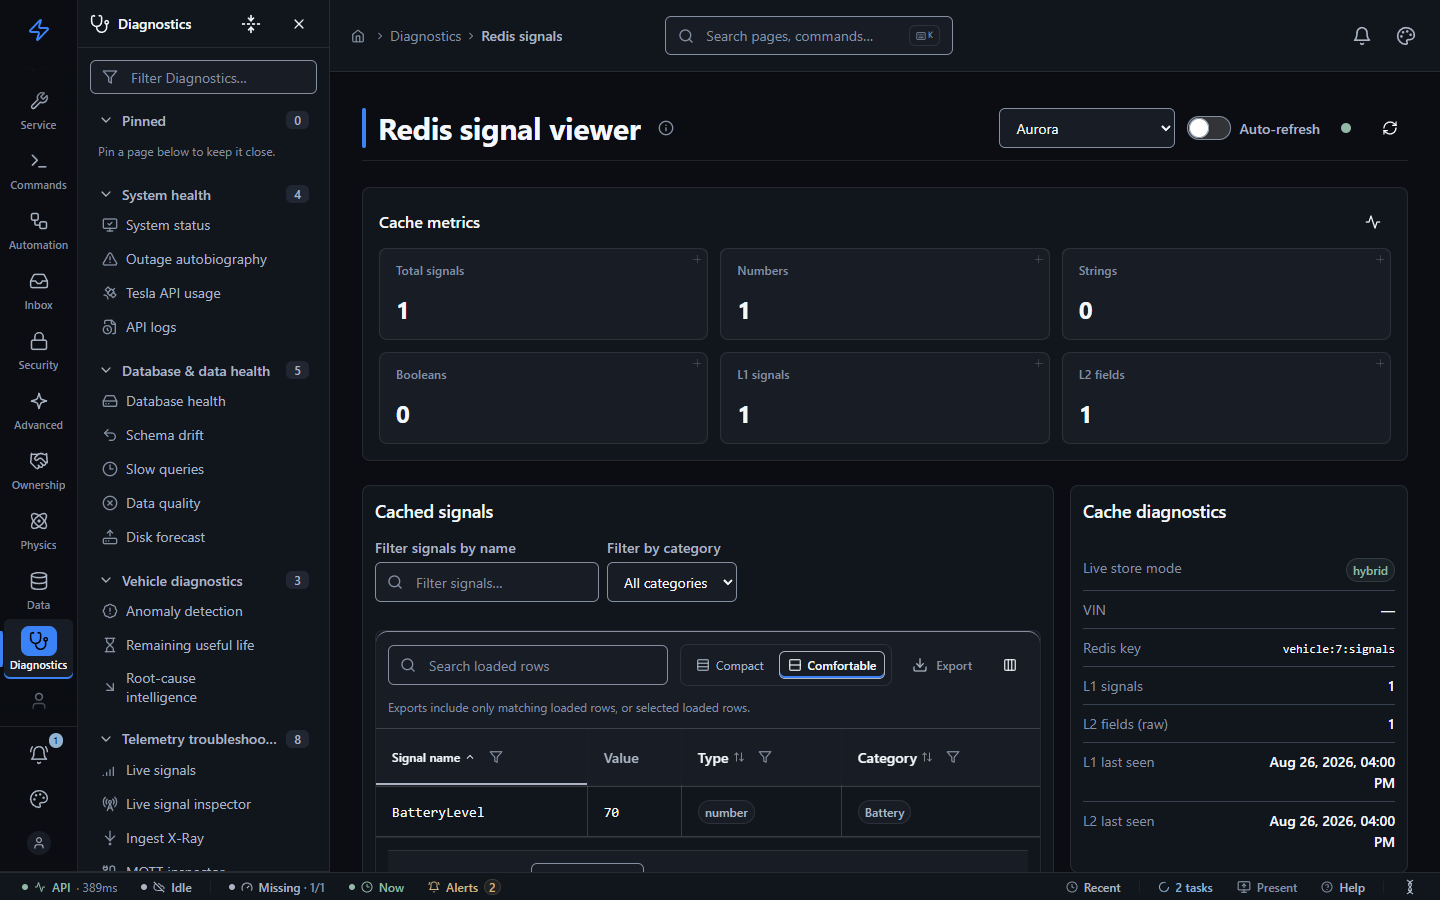 Diagnostics
Filter Diagnostics...
Pinned 0
Pin a page below to keep it close.
System health 4
System status
Outage autobiography
Tesla API usage
API logs
Database & data health 5
Database health
Schema drift
Slow queries
Data quality
Disk forecast
Vehicle diagnostics 3
Anomaly detection
Remaining useful life
Root-cause
intelligence
Telemetry troubleshoo... 8
Live signals
Live signal inspector
Ingest X-Ray
Service
Commands
Automation
Inbox
Security
Advanced
Ownership
Physics
Data
Diagnostics
1
Diagnostics
Redis signals
Search pages, commands...
K
Redis signal viewer
Aurora
Auto-refresh
Cache metrics
Total signals
1
Numbers
1
Strings
0
Booleans
0
L1 signals
1
L2 fields
1
Cached signals
Filter signals by name
Filter by category
Filter signals...
All categories
Search loaded rows
Compact
Comfortable
Export
Exports include only matching loaded rows, or selected loaded rows.
Signal name
Value
Type
Category
BatteryLevel
70
number
Battery
Cache diagnostics
Live store mode hybrid
VIN —
Redis key vehicle:7:signals
L1 signals 1
L2 fields (raw) 1
L1 last seen Aug 26, 2026, 04:00
PM
L2 last seen Aug 26, 2026, 04:00
PM
API · 389ms
Idle
Missing · 1/1
Now
Alerts 2
Recent
2 tasks
Present
Help